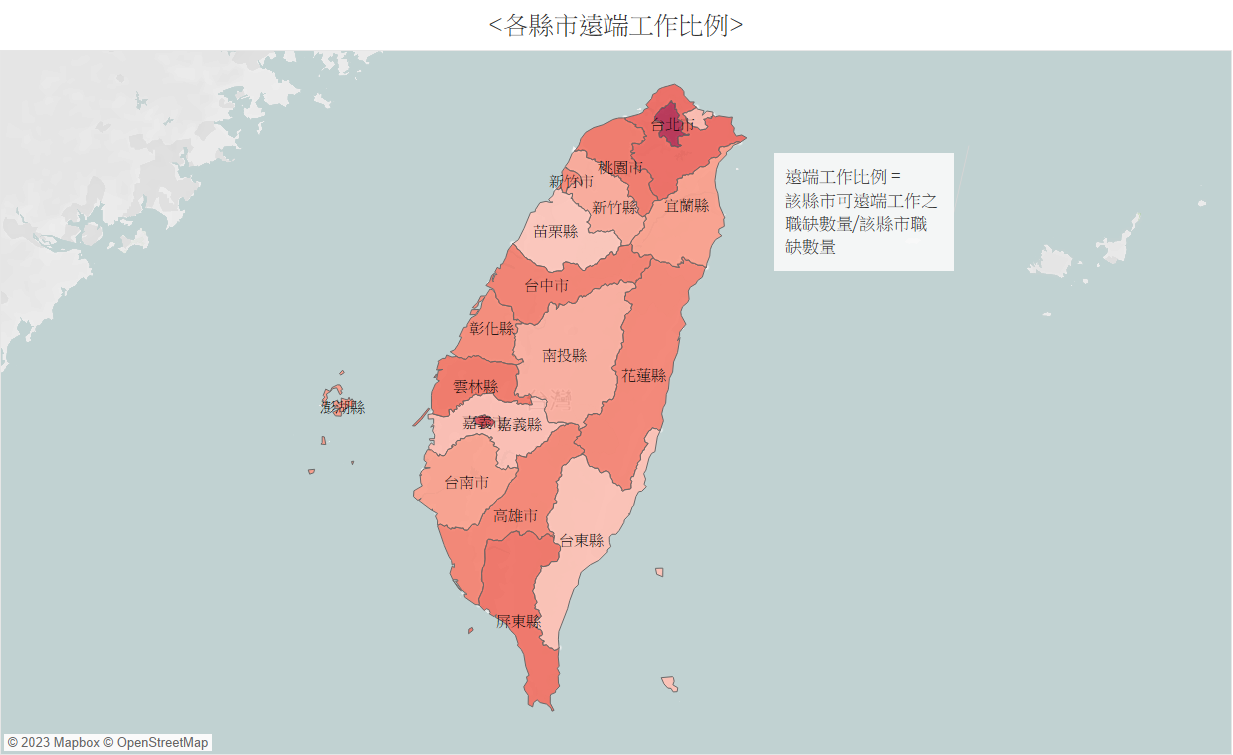 <各縣市遠端工作比例>
台北市
桃園市
新竹市
新竹縣
宜蘭縣
苗栗縣
台中市
彰化縣
南投縣
花蓮縣
雲林縣
澎湖縣
嘉義市
嘉義縣
台南市
高雄市
台東縣
屏東縣
遠端工作比例 =
該縣市可遠端工作之
職缺數量/該縣市職
缺數量
© 2023 Mapbox © OpenStreetMap